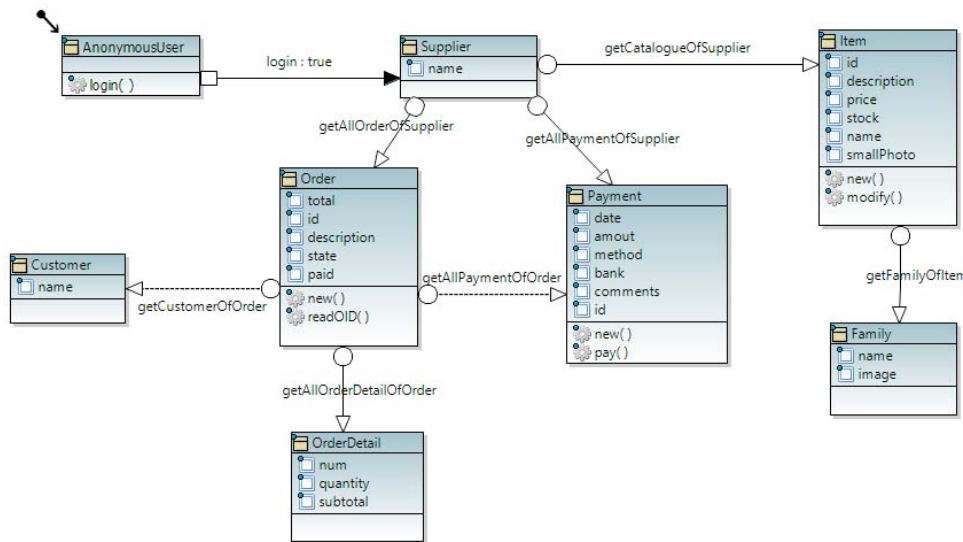 AnonymousUser
login( )
login : true
Supplier
name
getCatalogueOfSupplier
Item
id
description
price
stock
name
smallPhoto
new( )
modify( )
getAllOrderOfSupplier
getAllPaymentOfSupplier
Order
total
id
description
state
paid
new( )
readOID( )
Payment
date
amout
method
bank
comments
id
new( )
pay( )
Customer
name
getCustomerOfOrder
getAllPaymentOfOrder
getFamilyOfItem
Family
name
image
getAllOrderDetailOfOrder
OrderDetail
num
quantity
subtotal